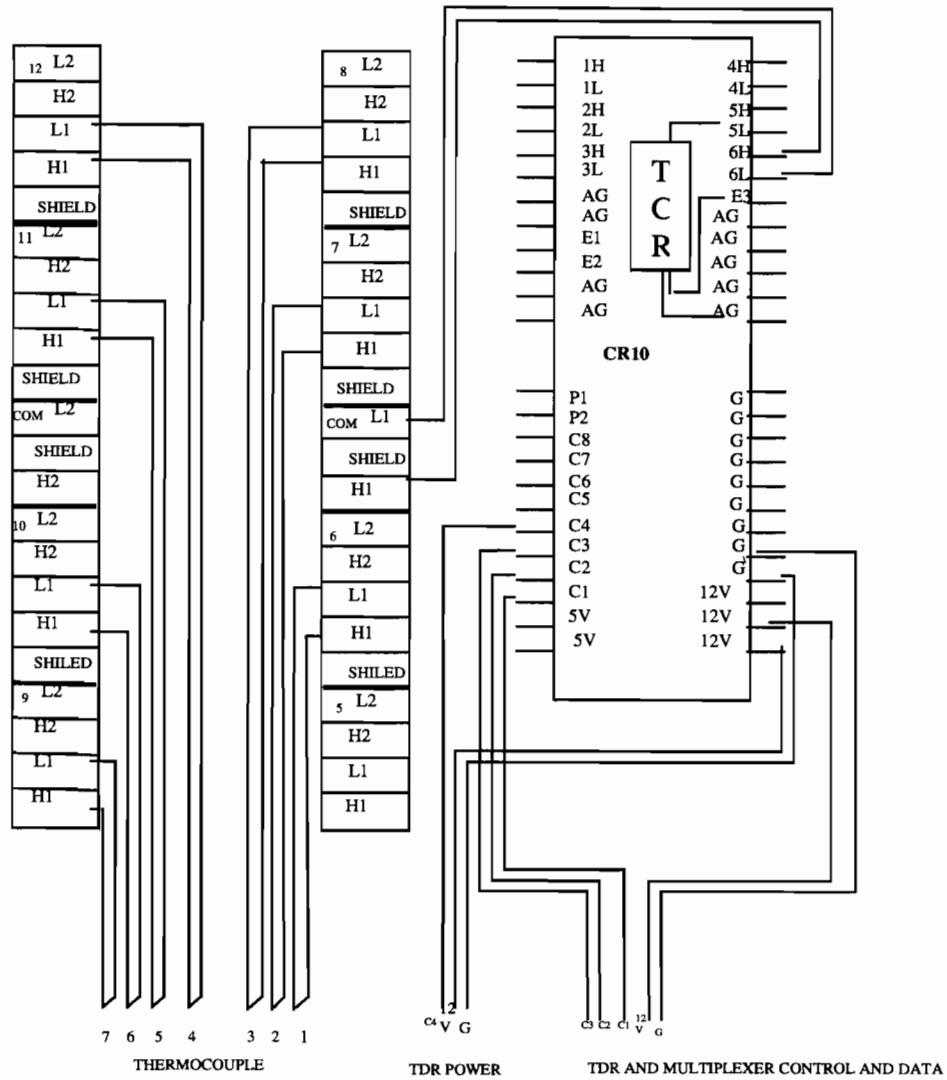 12 L2
H2
L1
H1
SHIELD
11 L2
H2
L1
H1
SHIELD
COM L2
SHIELD
H2
10 L2
H2
L1
H1
SHILED
9 L2
H2
L1
H1
8 L2
H2
L1
H1
SHIELD
7 L2
H2
L1
H1
SHIELD
COM L1
SHIELD
H1
6 L2
H2
L1
H1
SHILED
5 L2
H2
L1
H1
1H
1L
2H
2L
3H
3L
AG
AG
E1
E2
AG
AG
T
C
R
4H
4L
5H
5L
6H
6L
E3
AG
AG
AG
AG
AG
CR10
P1
P2
C8
C7
C6
C5
C4
C3
C2
C1
5V
5V
G
G
G
G
G
G
G
G
G
12V
12V
12V
7 6 5 4 3 2 1
THERMOCOUPLE
C4 12 V G
TDR POWER
C3 C2 C1 12 V G
TDR AND MULTIPLEXER CONTROL AND DATA